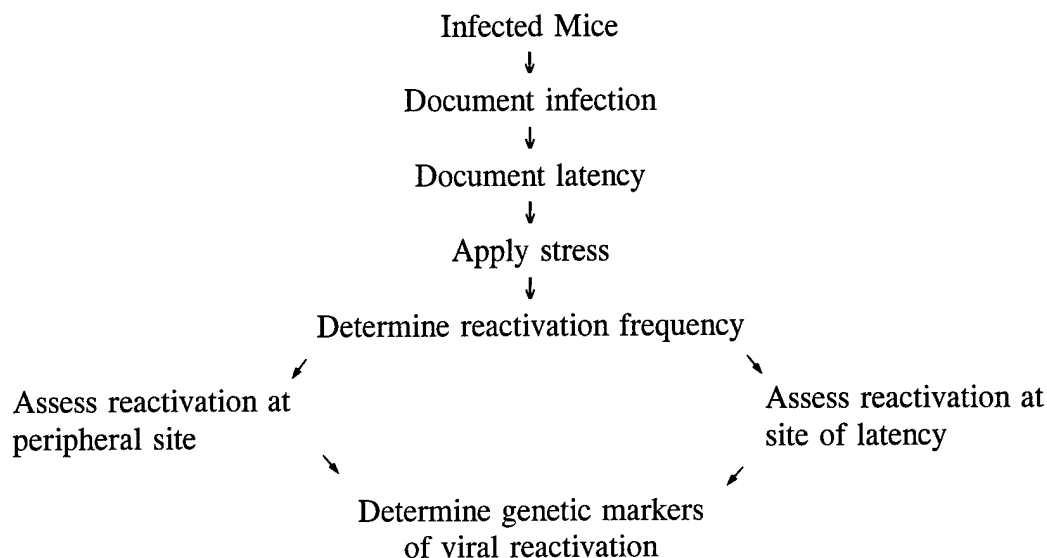 Infected Mice
Document infection
Document latency
Apply stress
Determine reactivation frequency
Assess reactivation at
peripheral site
Assess reactivation at
site of latency
Determine genetic markers
of viral reactivation